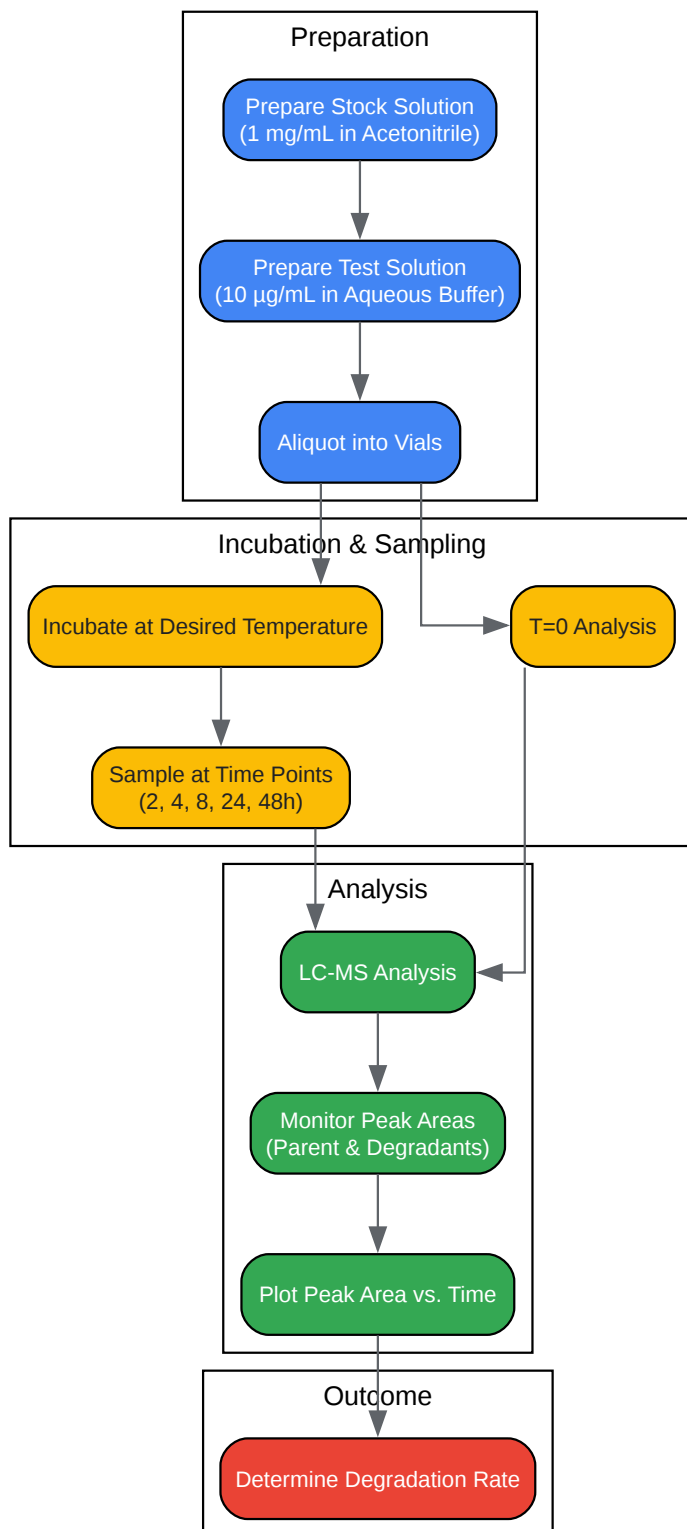 Preparation
Prepare Stock Solution
(1 mg/mL in Acetonitrile)
Prepare Test Solution
(10 µg/mL in Aqueous Buffer)
Aliquot into Vials
Incubation & Sampling
Incubate at Desired Temperature
T=0 Analysis
Sample at Time Points
(2, 4, 8, 24, 48h)
Analysis
LC-MS Analysis
Monitor Peak Areas
(Parent & Degradants)
Plot Peak Area vs. Time
Outcome
Determine Degradation Rate